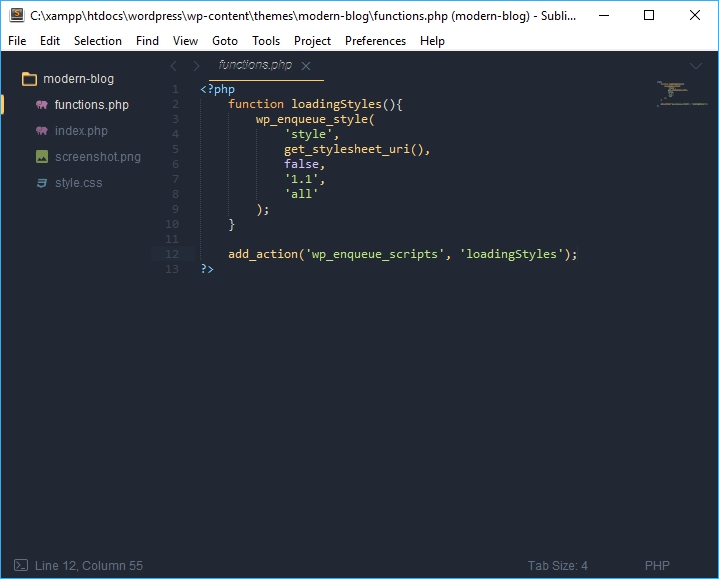 C:\xampp\htdocs\wordpress\wp-content\themes\modern-blog\functions.php (modern-blog) - Subli...
File Edit Selection Find View Goto Tools Project Preferences Help
modern-blog
functions.php
index.php
screenshot.png
style.css
functions.php
1 <?php
2 function loadingStyles(){
3 wp_enqueue_style(
4 'style',
5 get_stylesheet_uri(),
6 false,
7 '1.1',
8 'all'
9 );
10 }
11
12 add_action('wp_enqueue_scripts', 'loadingStyles');
13 ?>
Line 12, Column 55 Tab Size: 4 PHP